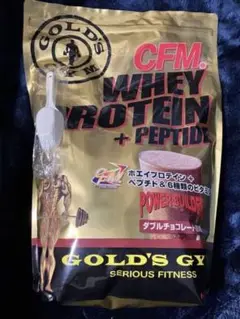 GOLD'S
GYM
CFM®
WHEY
PROTEIN
+ PEPTIDE
ホエイプロテイン+
ペプチド&6種類のビタミン
ダブルチョコレート
GOLD'S GY
SERIOUS FITNESS